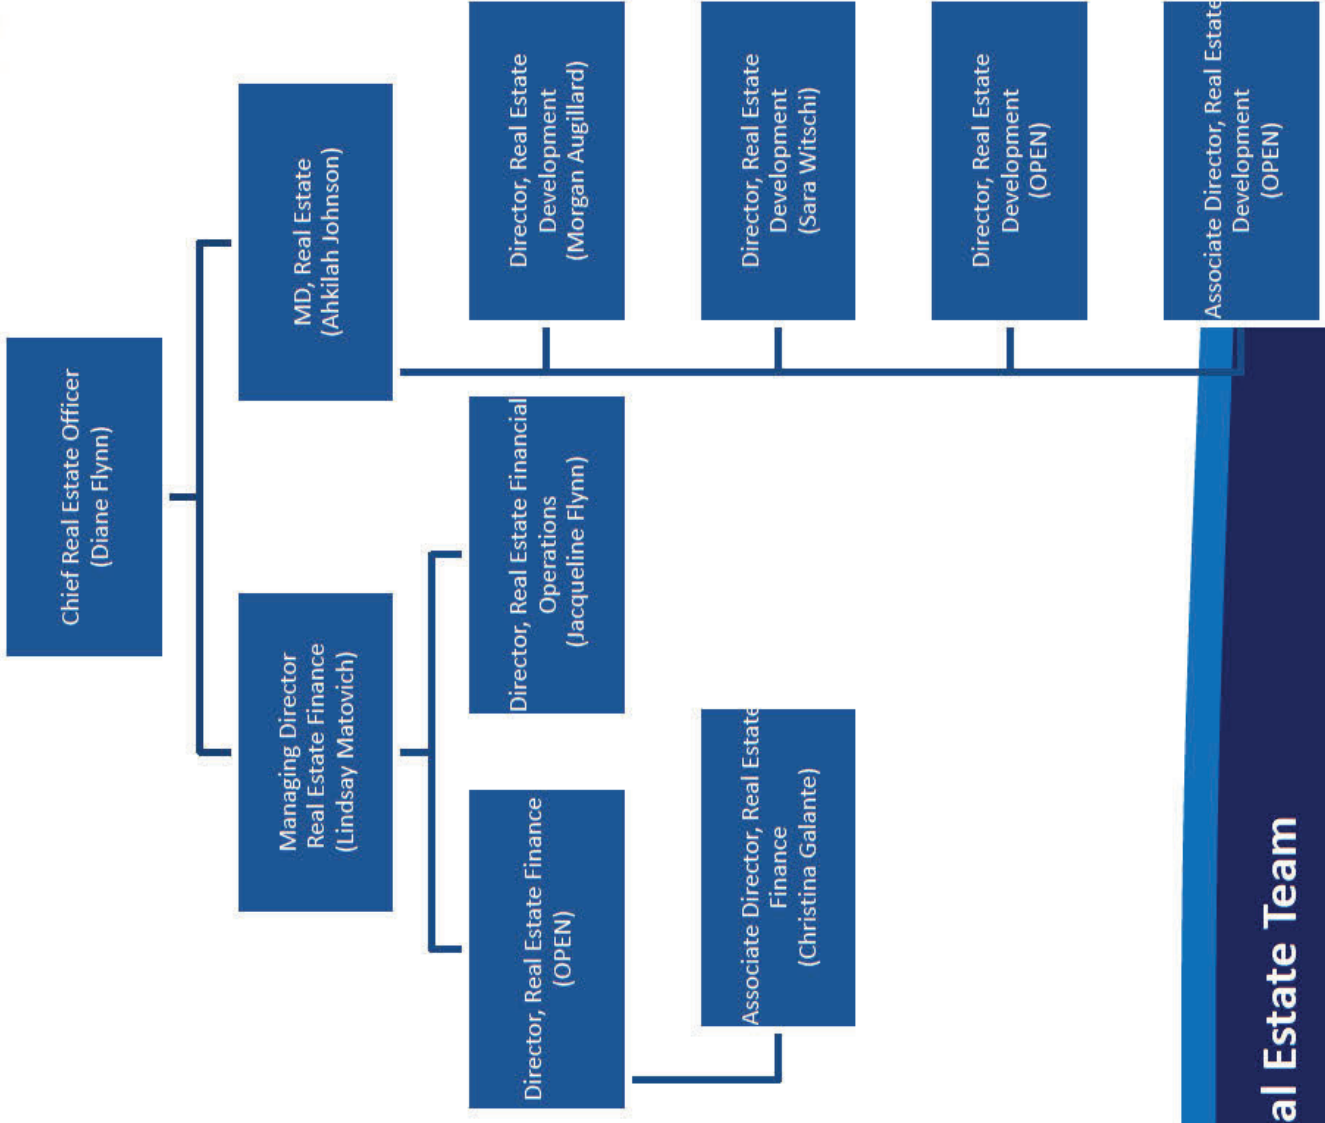 Chief Real Estate Officer
(Diane Flynn)
Managing Director
Real Estate Finance
(Lindsay Matovich)
MD, Real Estate
(Ahkilah Johnson)
Director, Real Estate Finance
(OPEN)
Director, Real Estate Financial
Operations
(Jacqueline Flynn)
Director, Real Estate
Development
(Morgan Augillard)
Associate Director, Real Estate
Finance
(Christina Galante)
Director, Real Estate
Development
(Sara Witschi)
Director, Real Estate
Development
(OPEN)
Associate Director, Real Estate
Development
(OPEN)
al Estate Team